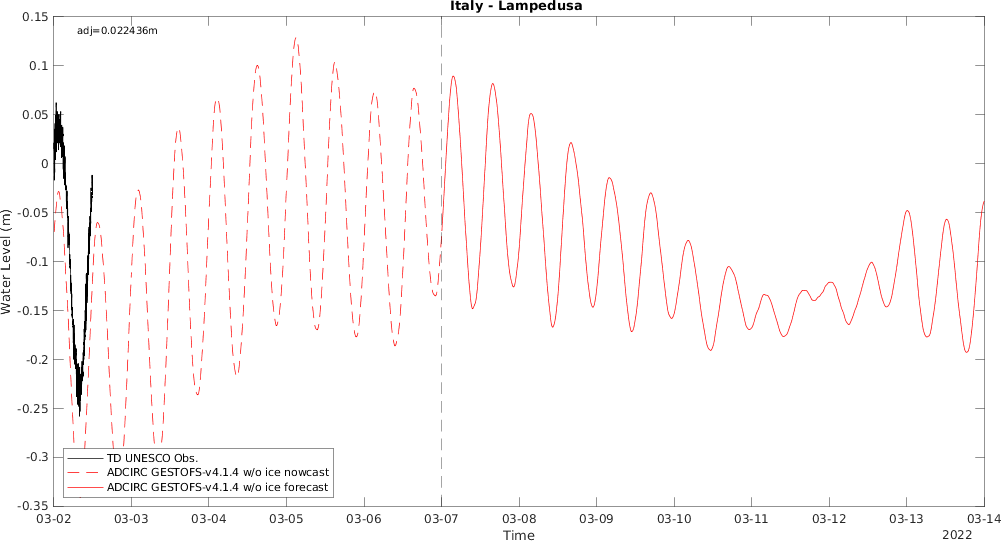 Italy - Lampedusa
adj=0.022436m
0.15
0.1
0.05
0
-0.05
-0.1
-0.15
-0.2
-0.25
-0.3
-0.35
Water Level (m)
TD UNESCO Obs.
ADCIRC GESTOFS-v4.1.4 w/o ice nowcast
ADCIRC GESTOFS-v4.1.4 w/o ice forecast
03-02 03-03 03-04 03-05 03-06 03-07 03-08 03-09 03-10 03-11 03-12 03-13 03-14
Time
2022